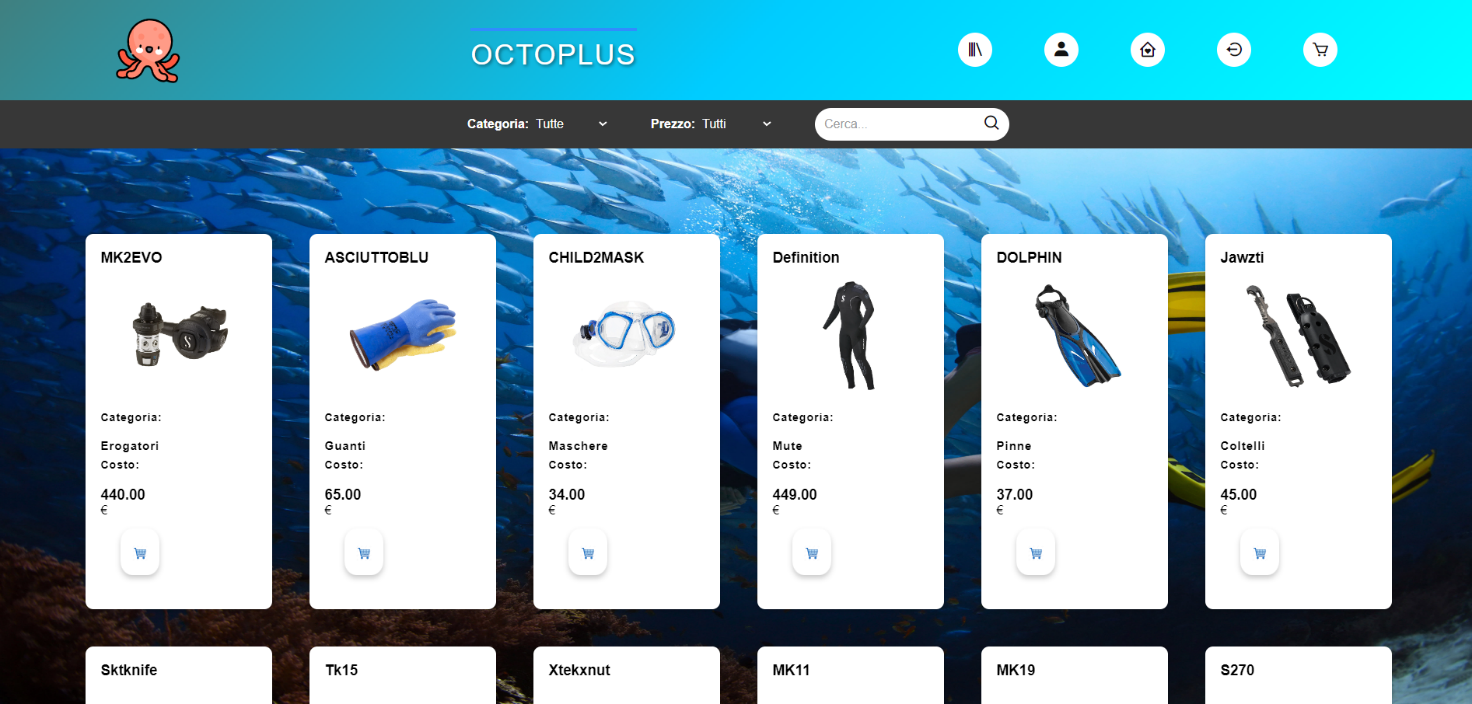 OCTOPLUS
Categoria: Tutte Prezzo: Tutti Cerca...
MK2EVO
Categoria:
Erogatori
Costo:
440.00
€
ASCIUTTOBLU
Categoria:
Guanti
Costo:
65.00
€
CHILD2MASK
Categoria:
Maschere
Costo:
34.00
€
Definition
Categoria:
Mute
Costo:
449.00
€
DOLPHIN
Categoria:
Pinne
Costo:
37.00
€
Jawzti
Categoria:
Coltelli
Costo:
45.00
€
Sktknife
Tk15
Xtekxnut
MK11
MK19
S270